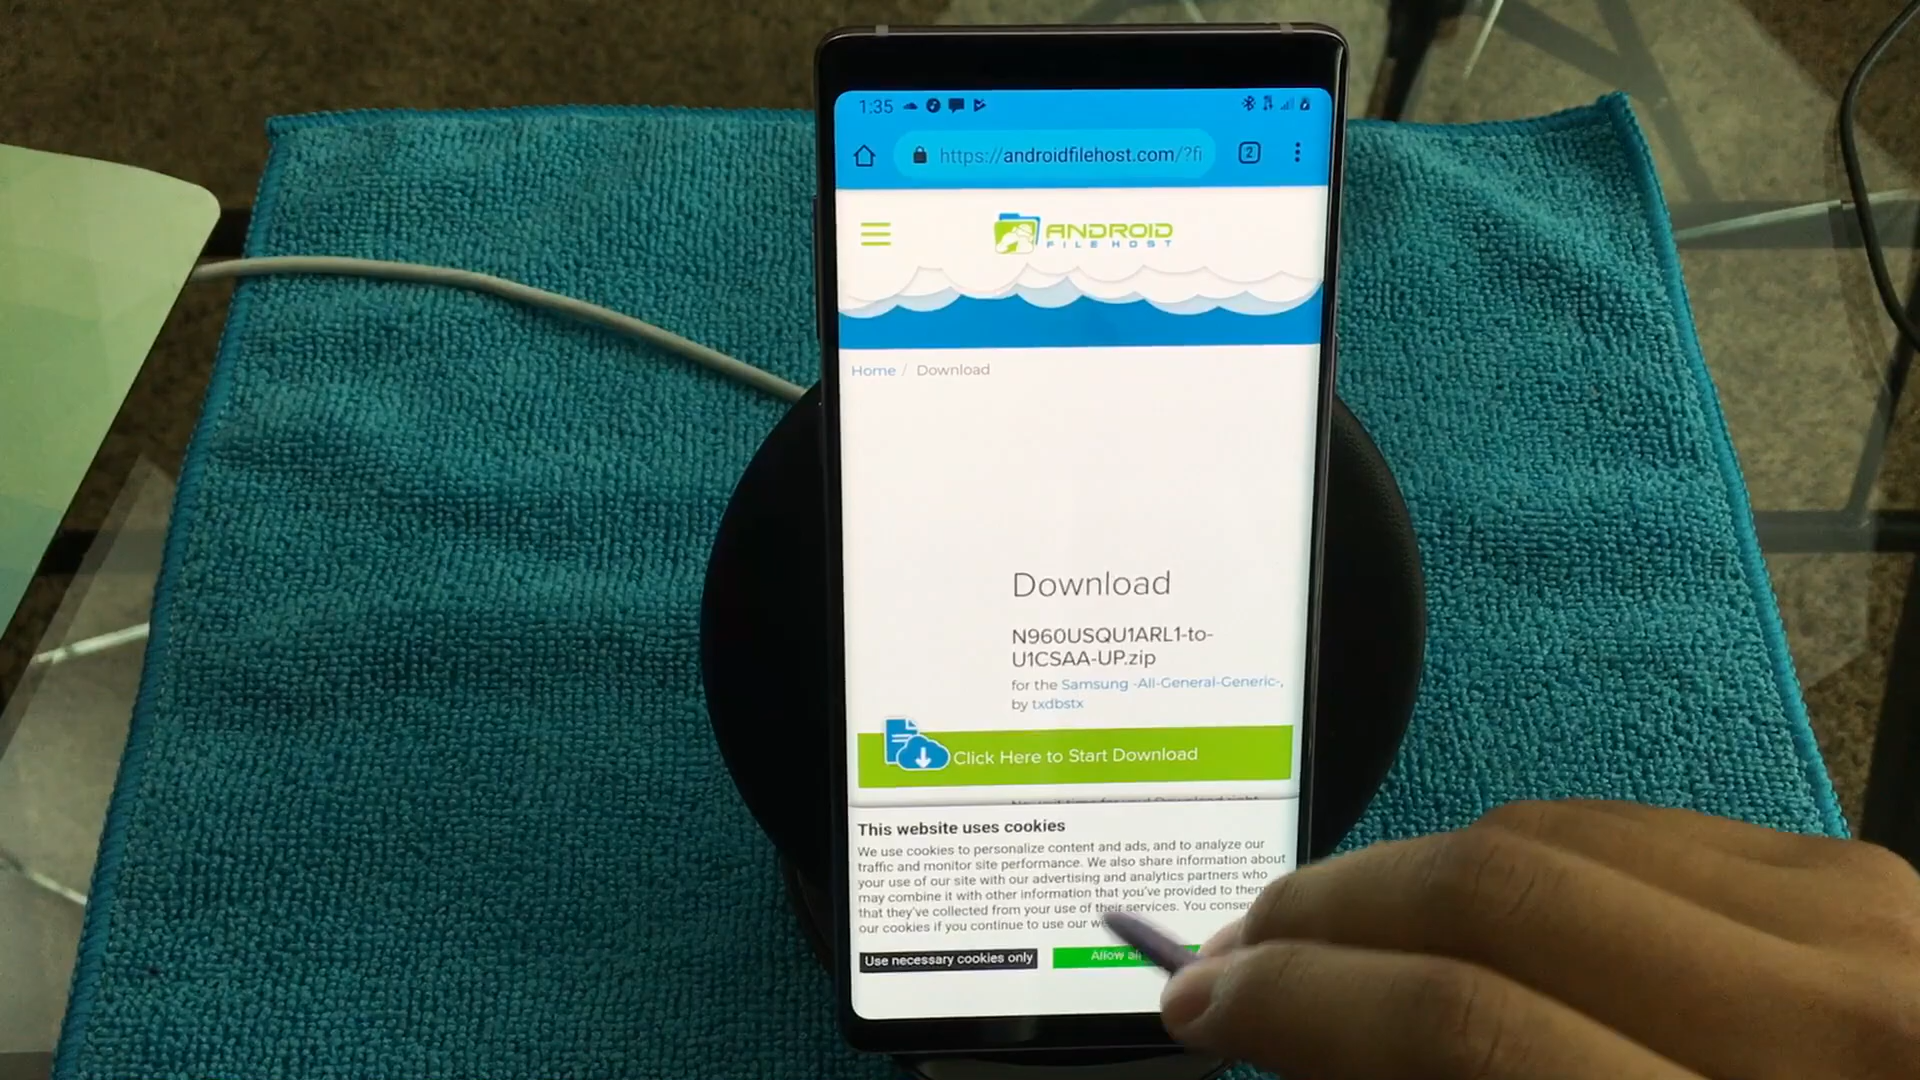 1:35
https://androidfilehost.com/?fi
2
ANDROID
FILE HOST
Home / Download
Download
N960USQU1ARL1-to-
U1CSAA-UP.zip
for the Samsung -All-General-Generic-,
by txdbstx
Click Here to Start Download
This website uses cookies
We use cookies to personalize content and ads, and to analyze our
traffic and monitor site performance. We also share information about
your use of our site with our advertising and analytics partners who
may combine it with other information that you've provided to them
that they've collected from your use of their services. You
our cookies if you continue to use our
Use necessary cookies only
Allow